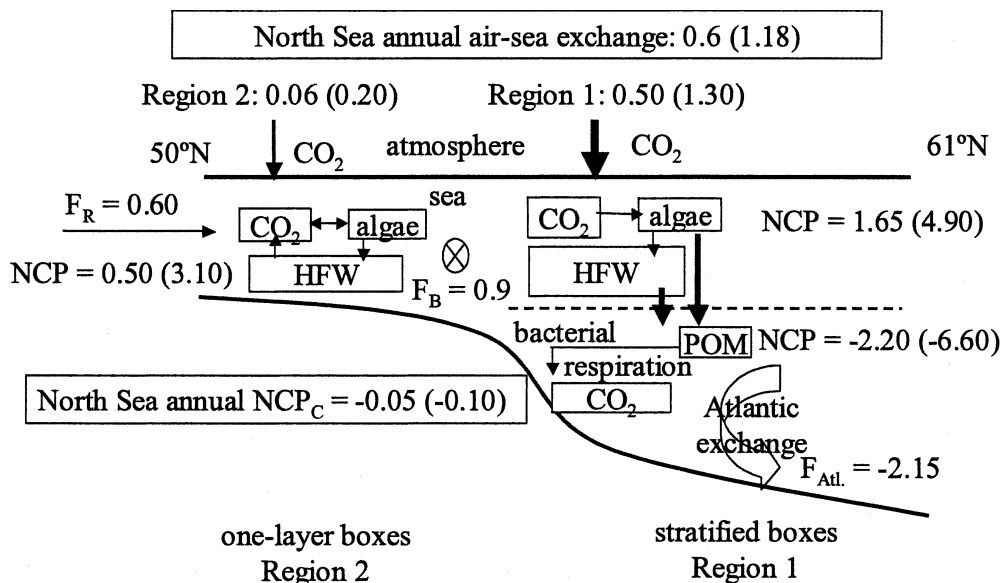 North Sea annual air-sea exchange: 0.6 (1.18)
Region 2: 0.06 (0.20)
Region 1: 0.50 (1.30)
50ºN
CO2
atmosphere
CO2
61ºN
sea
FR = 0.60
CO2
algae
CO2
algae
NCP = 1.65 (4.90)
NCP = 0.50 (3.10)
HFW
HFW
FB = 0.9
bacterial
respiration
POM
NCP = -2.20 (-6.60)
North Sea annual NCPC = -0.05 (-0.10)
CO2
Atlantic
exchange
FAtl. = -2.15
one-layer boxes
Region 2
stratified boxes
Region 1